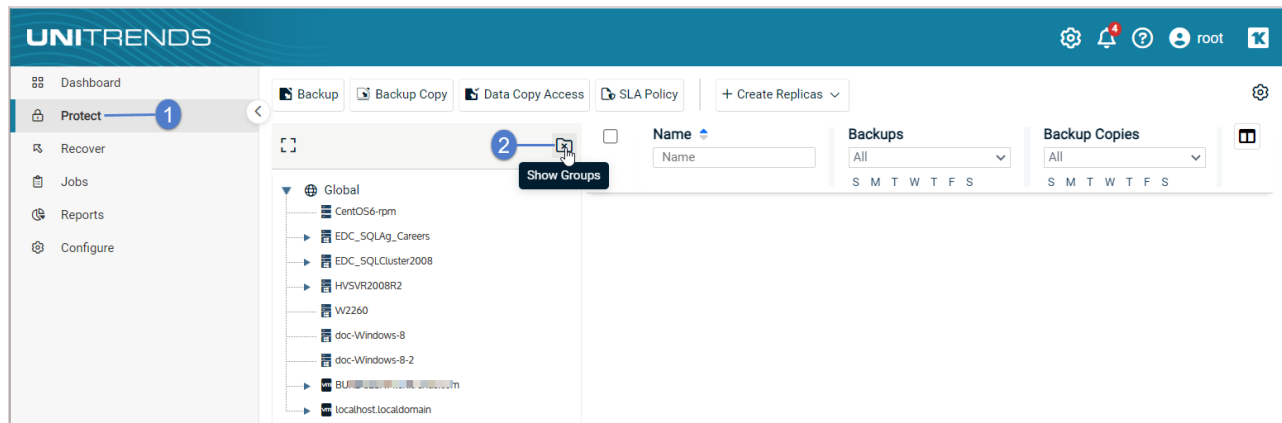 UNITRENDS
4
root
Dashboard
Protect
1
Recover
Jobs
Reports
Configure
Backup
Backup Copy
Data Copy Access
SLA Policy
+ Create Replicas
2
Show Groups
Name
Name
Backups
All
S M T W T F S
Backup Copies
All
S M T W T F S
Global
CentOS6-rpm
EDC_SQLAg_Careers
EDC_SQLCluster2008
HVSVR2008R2
W2260
doc-Windows-8
doc-Windows-8-2
vm
vm localhost.localdomain